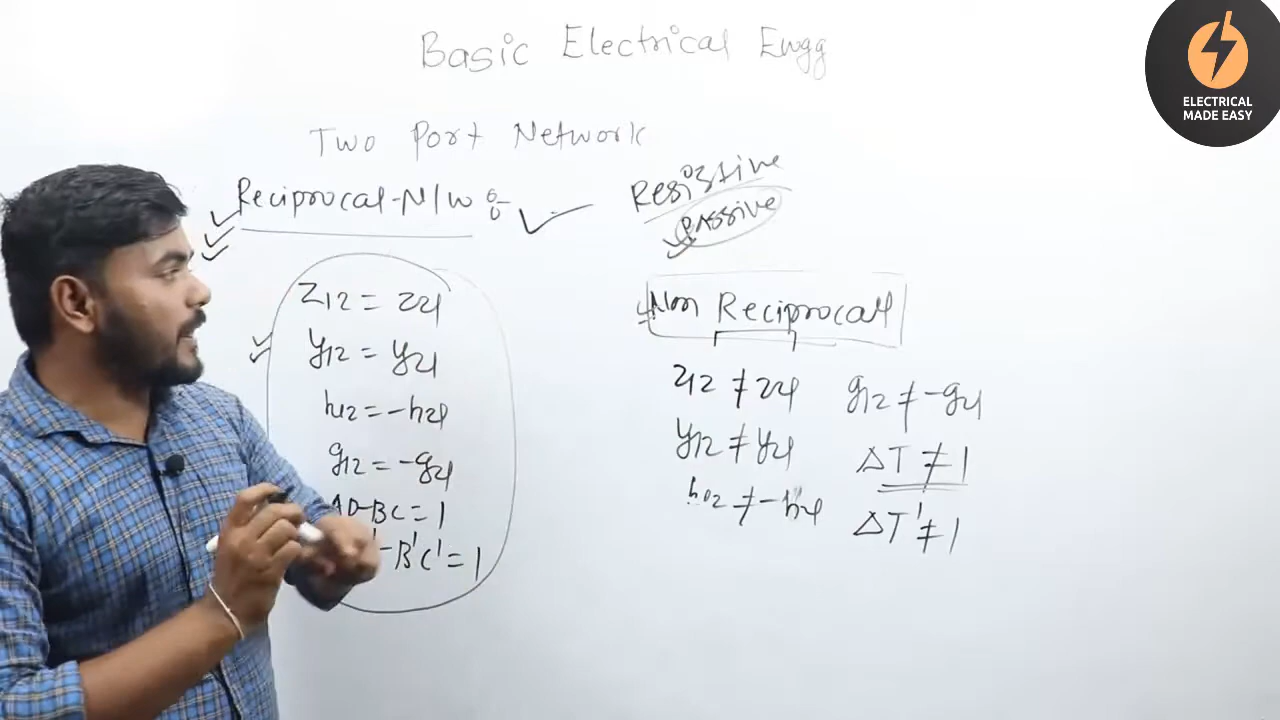 Basic Electrical Engg
ELECTRICAL
MADE EASY
Two Port Network
Reciprocal-N/W :-
Resistive
Passive
Z12 = Z21
y12 = y21
h12 = -h21
g12 = -g21
AD-BC = 1
-B'C' = 1
Non Reciprocal
Z12 ≠ Z21
y12 ≠ y21
h12 ≠ -h21
g12 ≠ -g21
ΔT ≠ 1
ΔT' ≠ 1